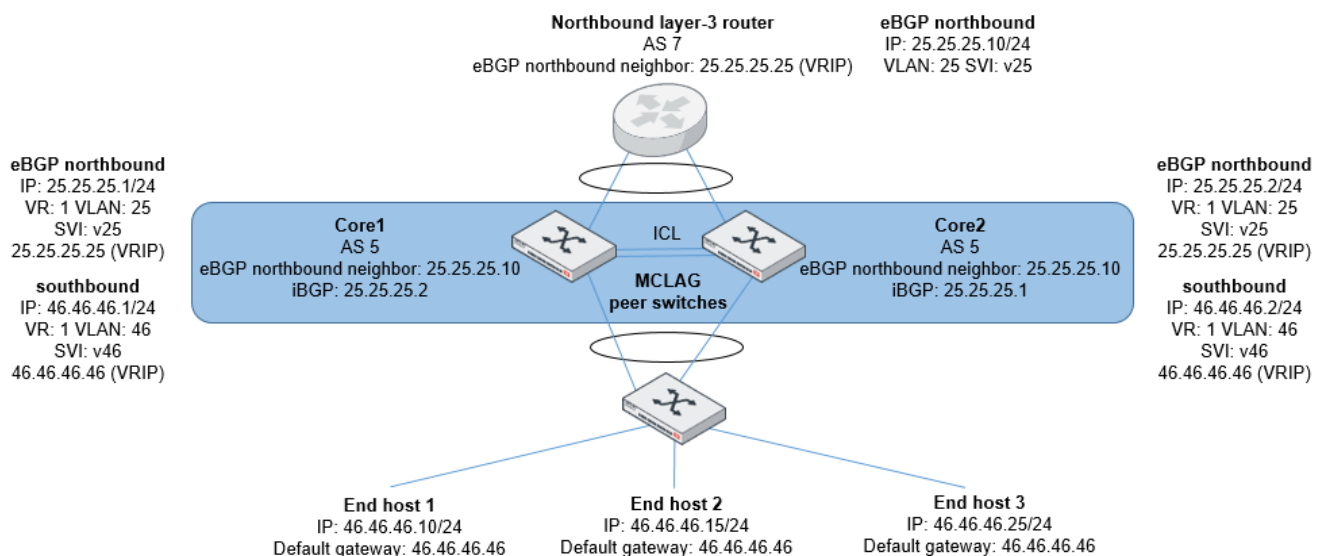 Northbound layer-3 router
AS 7
eBGP northbound neighbor: 25.25.25.25 (VRIP)
eBGP northbound
IP: 25.25.25.10/24
VLAN: 25 SVI: v25
eBGP northbound
IP: 25.25.25.1/24
VR: 1 VLAN: 25
SVI: v25
25.25.25.25 (VRIP)
southbound
IP: 46.46.46.1/24
VR: 1 VLAN: 46
SVI: v46
46.46.46.46 (VRIP)
Core1
AS 5
eBGP northbound neighbor: 25.25.25.10
iBGP: 25.25.25.2
ICL
MCLAG
peer switches
Core2
AS 5
eBGP northbound neighbor: 25.25.25.10
iBGP: 25.25.25.1
eBGP northbound
IP: 25.25.25.2/24
VR: 1 VLAN: 25
SVI: v25
25.25.25.25 (VRIP)
southbound
IP: 46.46.46.2/24
VR: 1 VLAN: 46
SVI: v46
46.46.46.46 (VRIP)
End host 1
IP: 46.46.46.10/24
Default gateway: 46.46.46.46
End host 2
IP: 46.46.46.15/24
Default gateway: 46.46.46.46
End host 3
IP: 46.46.46.25/24
Default gateway: 46.46.46.46